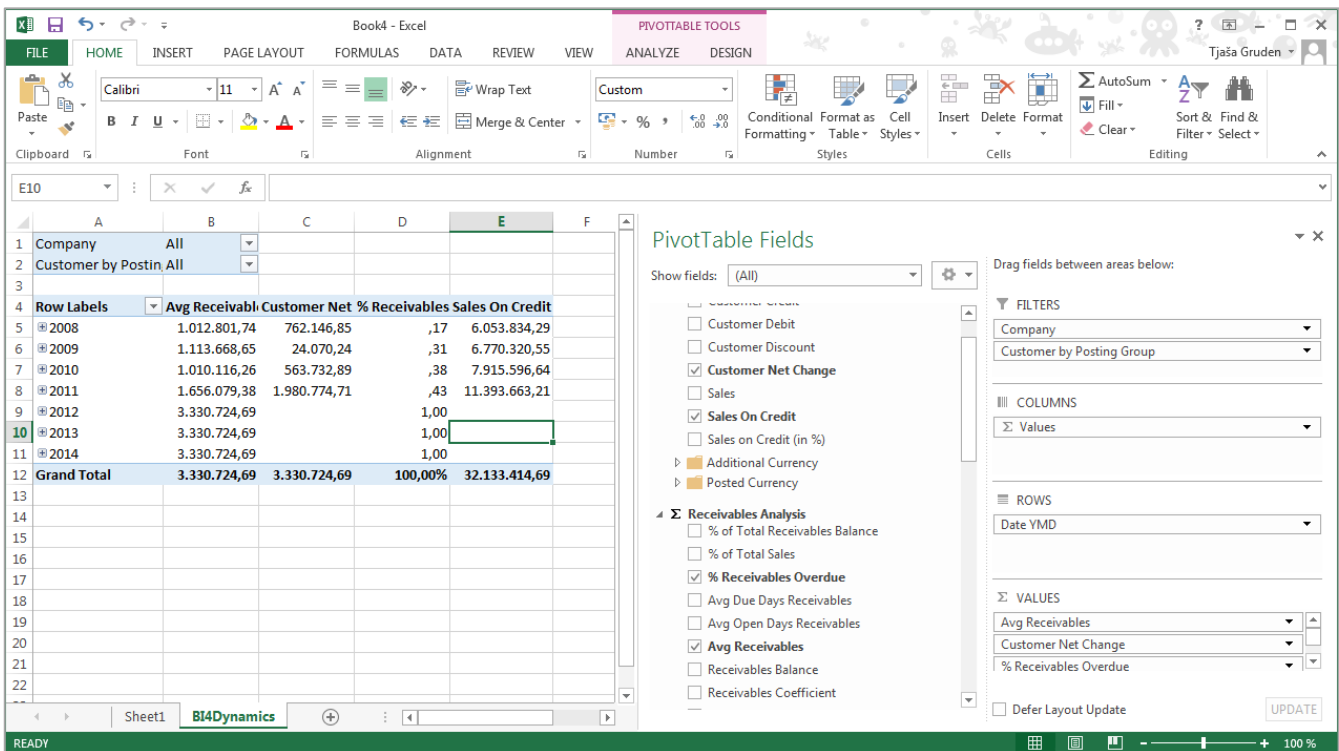 Book4 - Excel
PIVOTTABLE TOOLS
?
FILE HOME INSERT PAGE LAYOUT FORMULAS DATA REVIEW VIEW ANALYZE DESIGN Tjaša Gruden
Paste
Calibri 11 A A
B I U A
Wrap Text
Merge & Center
Custom
% , .0 .00 .00 .0
Conditional Formatting
Format as Table
Cell Styles
Insert Delete Format
AutoSum
Fill
Clear
Sort & Filter
Find & Select
Clipboard Font Alignment Number Styles Cells Editing
E10 fx
A B C D E F
1 Company All
2 Customer by Postin All
3
4 Row Labels Avg Receivabl Customer Net % Receivables Sales On Credit
5 2008 1.012.801,74 762.146,85 ,17 6.053.834,29
6 2009 1.113.668,65 24.070,24 ,31 6.770.320,55
7 2010 1.010.116,26 563.732,89 ,38 7.915.596,64
8 2011 1.656.079,38 1.980.774,71 ,43 11.393.663,21
9 2012 3.330.724,69 1,00
10 2013 3.330.724,69 1,00
11 2014 3.330.724,69 1,00
12 Grand Total 3.330.724,69 3.330.724,69 100,00% 32.133.414,69
13
14
15
16
17
18
19
20
21
22
Sheet1 BI4Dynamics
PivotTable Fields
Show fields: (All)
Customer Credit
Customer Debit
Customer Discount
Customer Net Change
Sales
Sales On Credit
Sales on Credit (in %)
Additional Currency
Posted Currency
Σ Receivables Analysis
% of Total Receivables Balance
% of Total Sales
% Receivables Overdue
Avg Due Days Receivables
Avg Open Days Receivables
Avg Receivables
Receivables Balance
Receivables Coefficient
Drag fields between areas below:
FILTERS
Company
Customer by Posting Group
COLUMNS
Σ Values
ROWS
Date YMD
Σ VALUES
Avg Receivables
Customer Net Change
% Receivables Overdue
Defer Layout Update UPDATE
READY 100 %